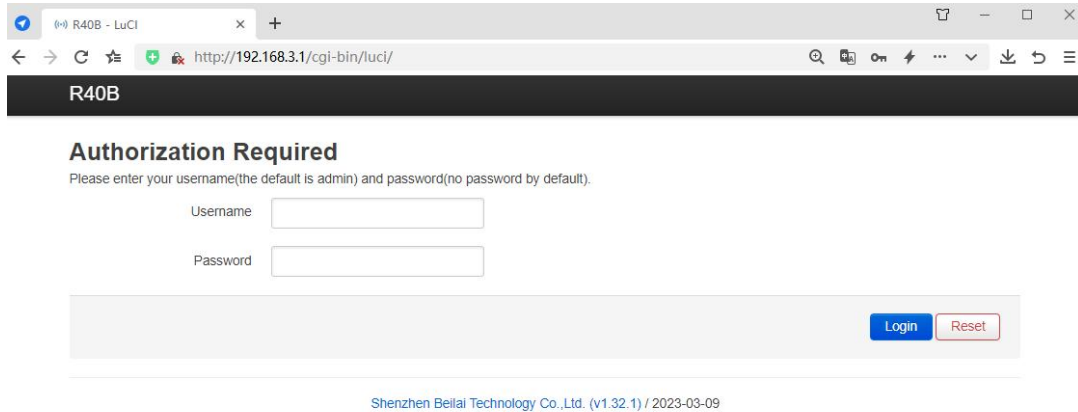 R40B - LuCI
http://192.168.3.1/cgi-bin/luci/
R40B
Authorization Required
Please enter your username(the default is admin) and password(no password by default).
Username
Password
Login Reset
Shenzhen Beilai Technology Co.,Ltd. (v1.32.1) / 2023-03-09